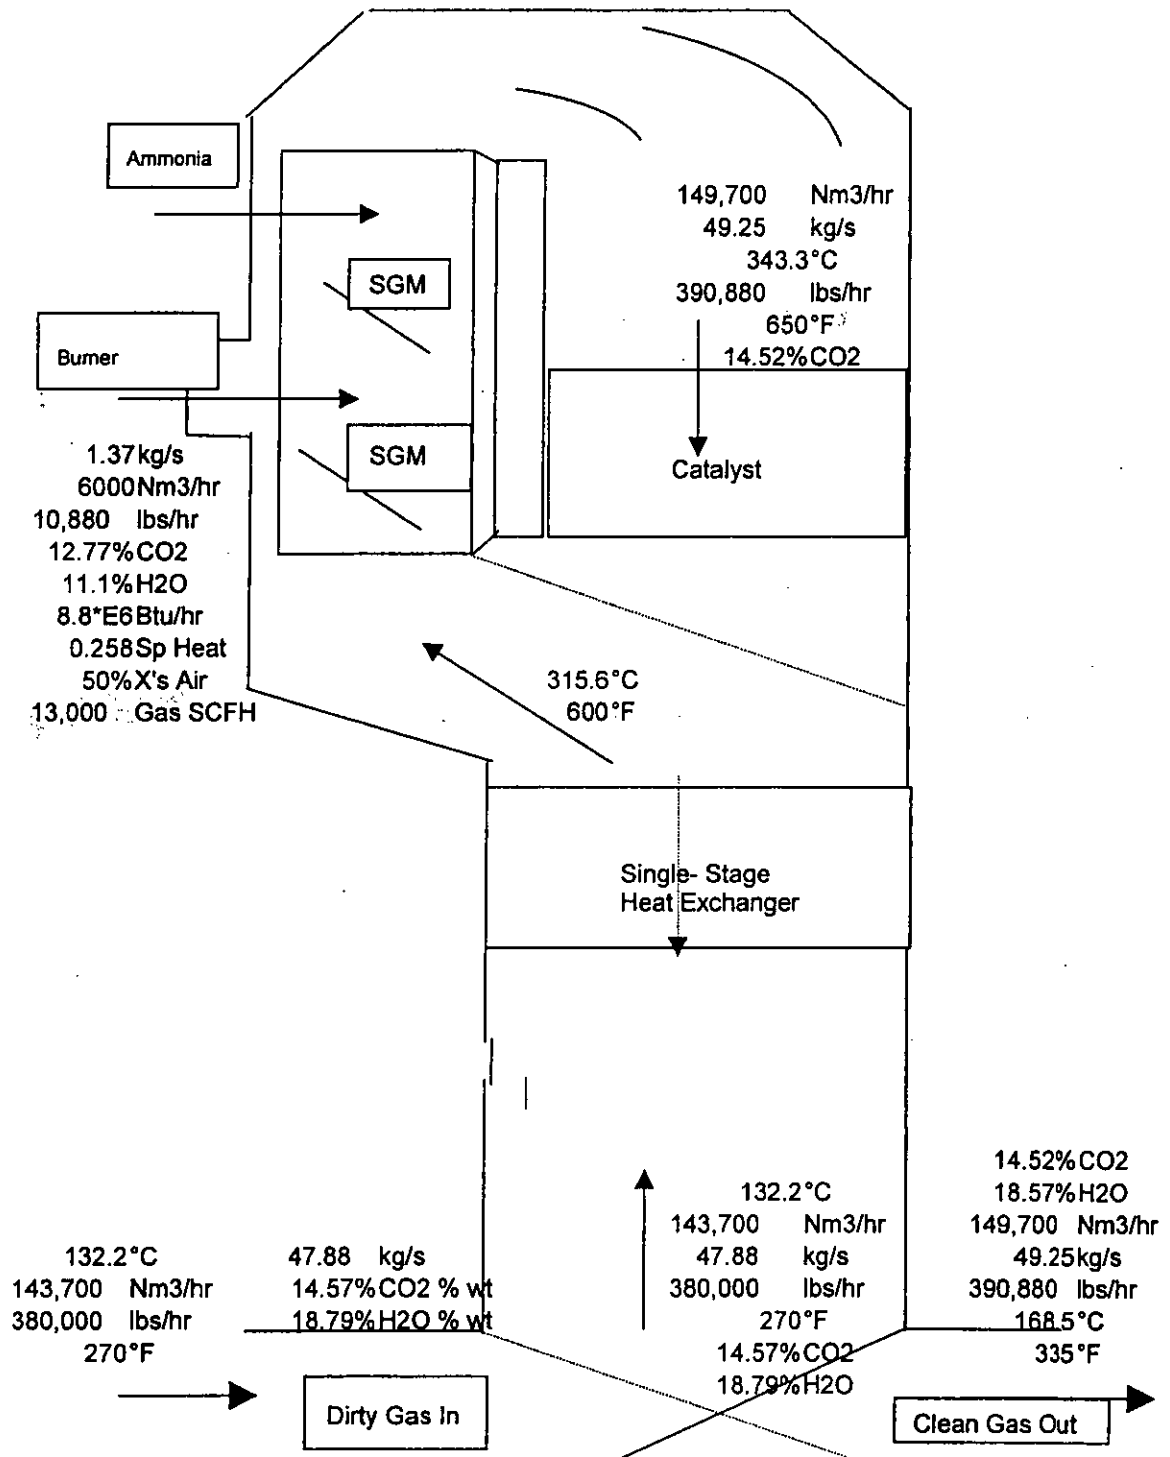 Ammonia
149,700 Nm3/hr
49.25 kg/s
343.3°C
390,880 lbs/hr
650°F
14.52%CO2
SGM
Burner
SGM
Catalyst
1.37kg/s
6000Nm3/hr
10,880 lbs/hr
12.77%CO2
11.1%H2O
8.8*E6Btu/hr
0.258Sp Heat
50%X's Air
13,000 Gas SCFH
315.6°C
600°F
Single- Stage
Heat Exchanger
132.2°C
143,700 Nm3/hr
380,000 lbs/hr
270°F
47.88 kg/s
14.57%CO2 % wt
18.79%H2O % wt
132.2°C
143,700 Nm3/hr
47.88 kg/s
380,000 lbs/hr
270°F
14.57%CO2
18.79%H2O
14.52%CO2
18.57%H2O
149,700 Nm3/hr
49.25kg/s
390,880 lbs/hr
168.5°C
335°F
Dirty Gas In
Clean Gas Out